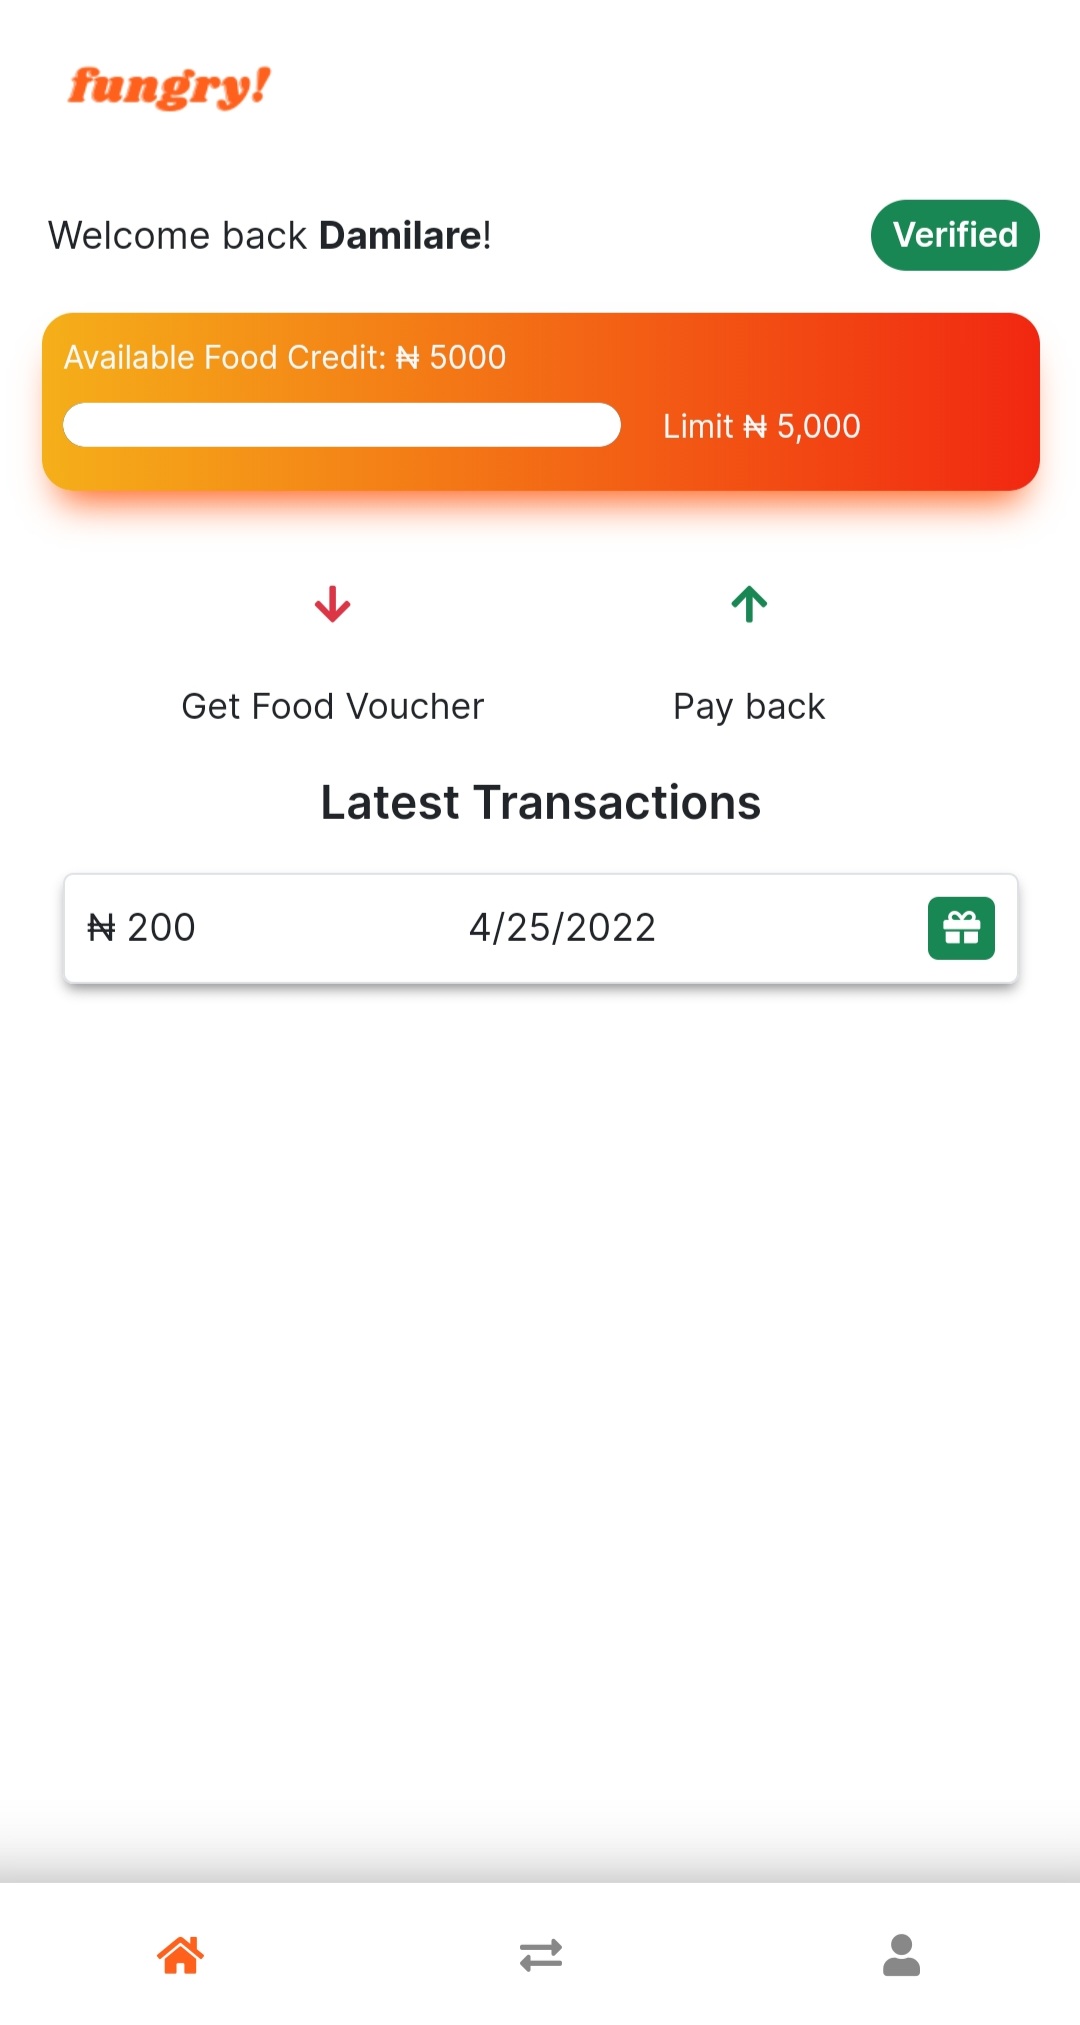 fungry!
Welcome back Damilare!
Verified
Available Food Credit: ₦ 5000
Limit ₦ 5,000
Get Food Voucher
Pay back
Latest Transactions
₦ 200
4/25/2022